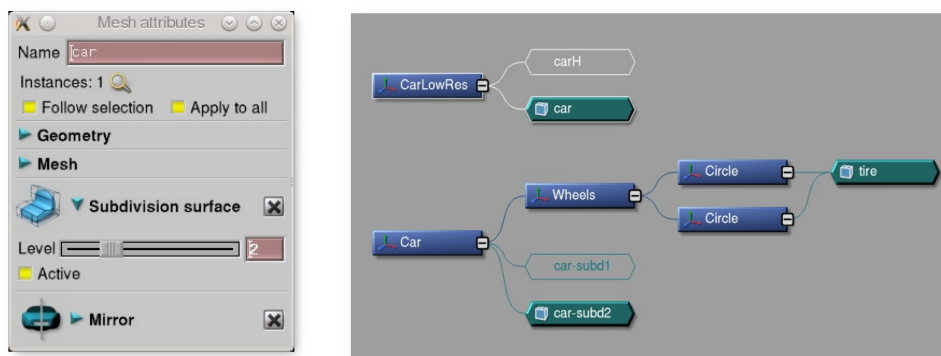 Mesh attributes
Name car
Instances: 1
Follow selection Apply to all
Geometry
Mesh
Subdivision surface
Level 2
Active
Mirror
carH
CarLowRes
car
Circle
tire
Wheels
Circle
Car
car-subd1
car-subd2